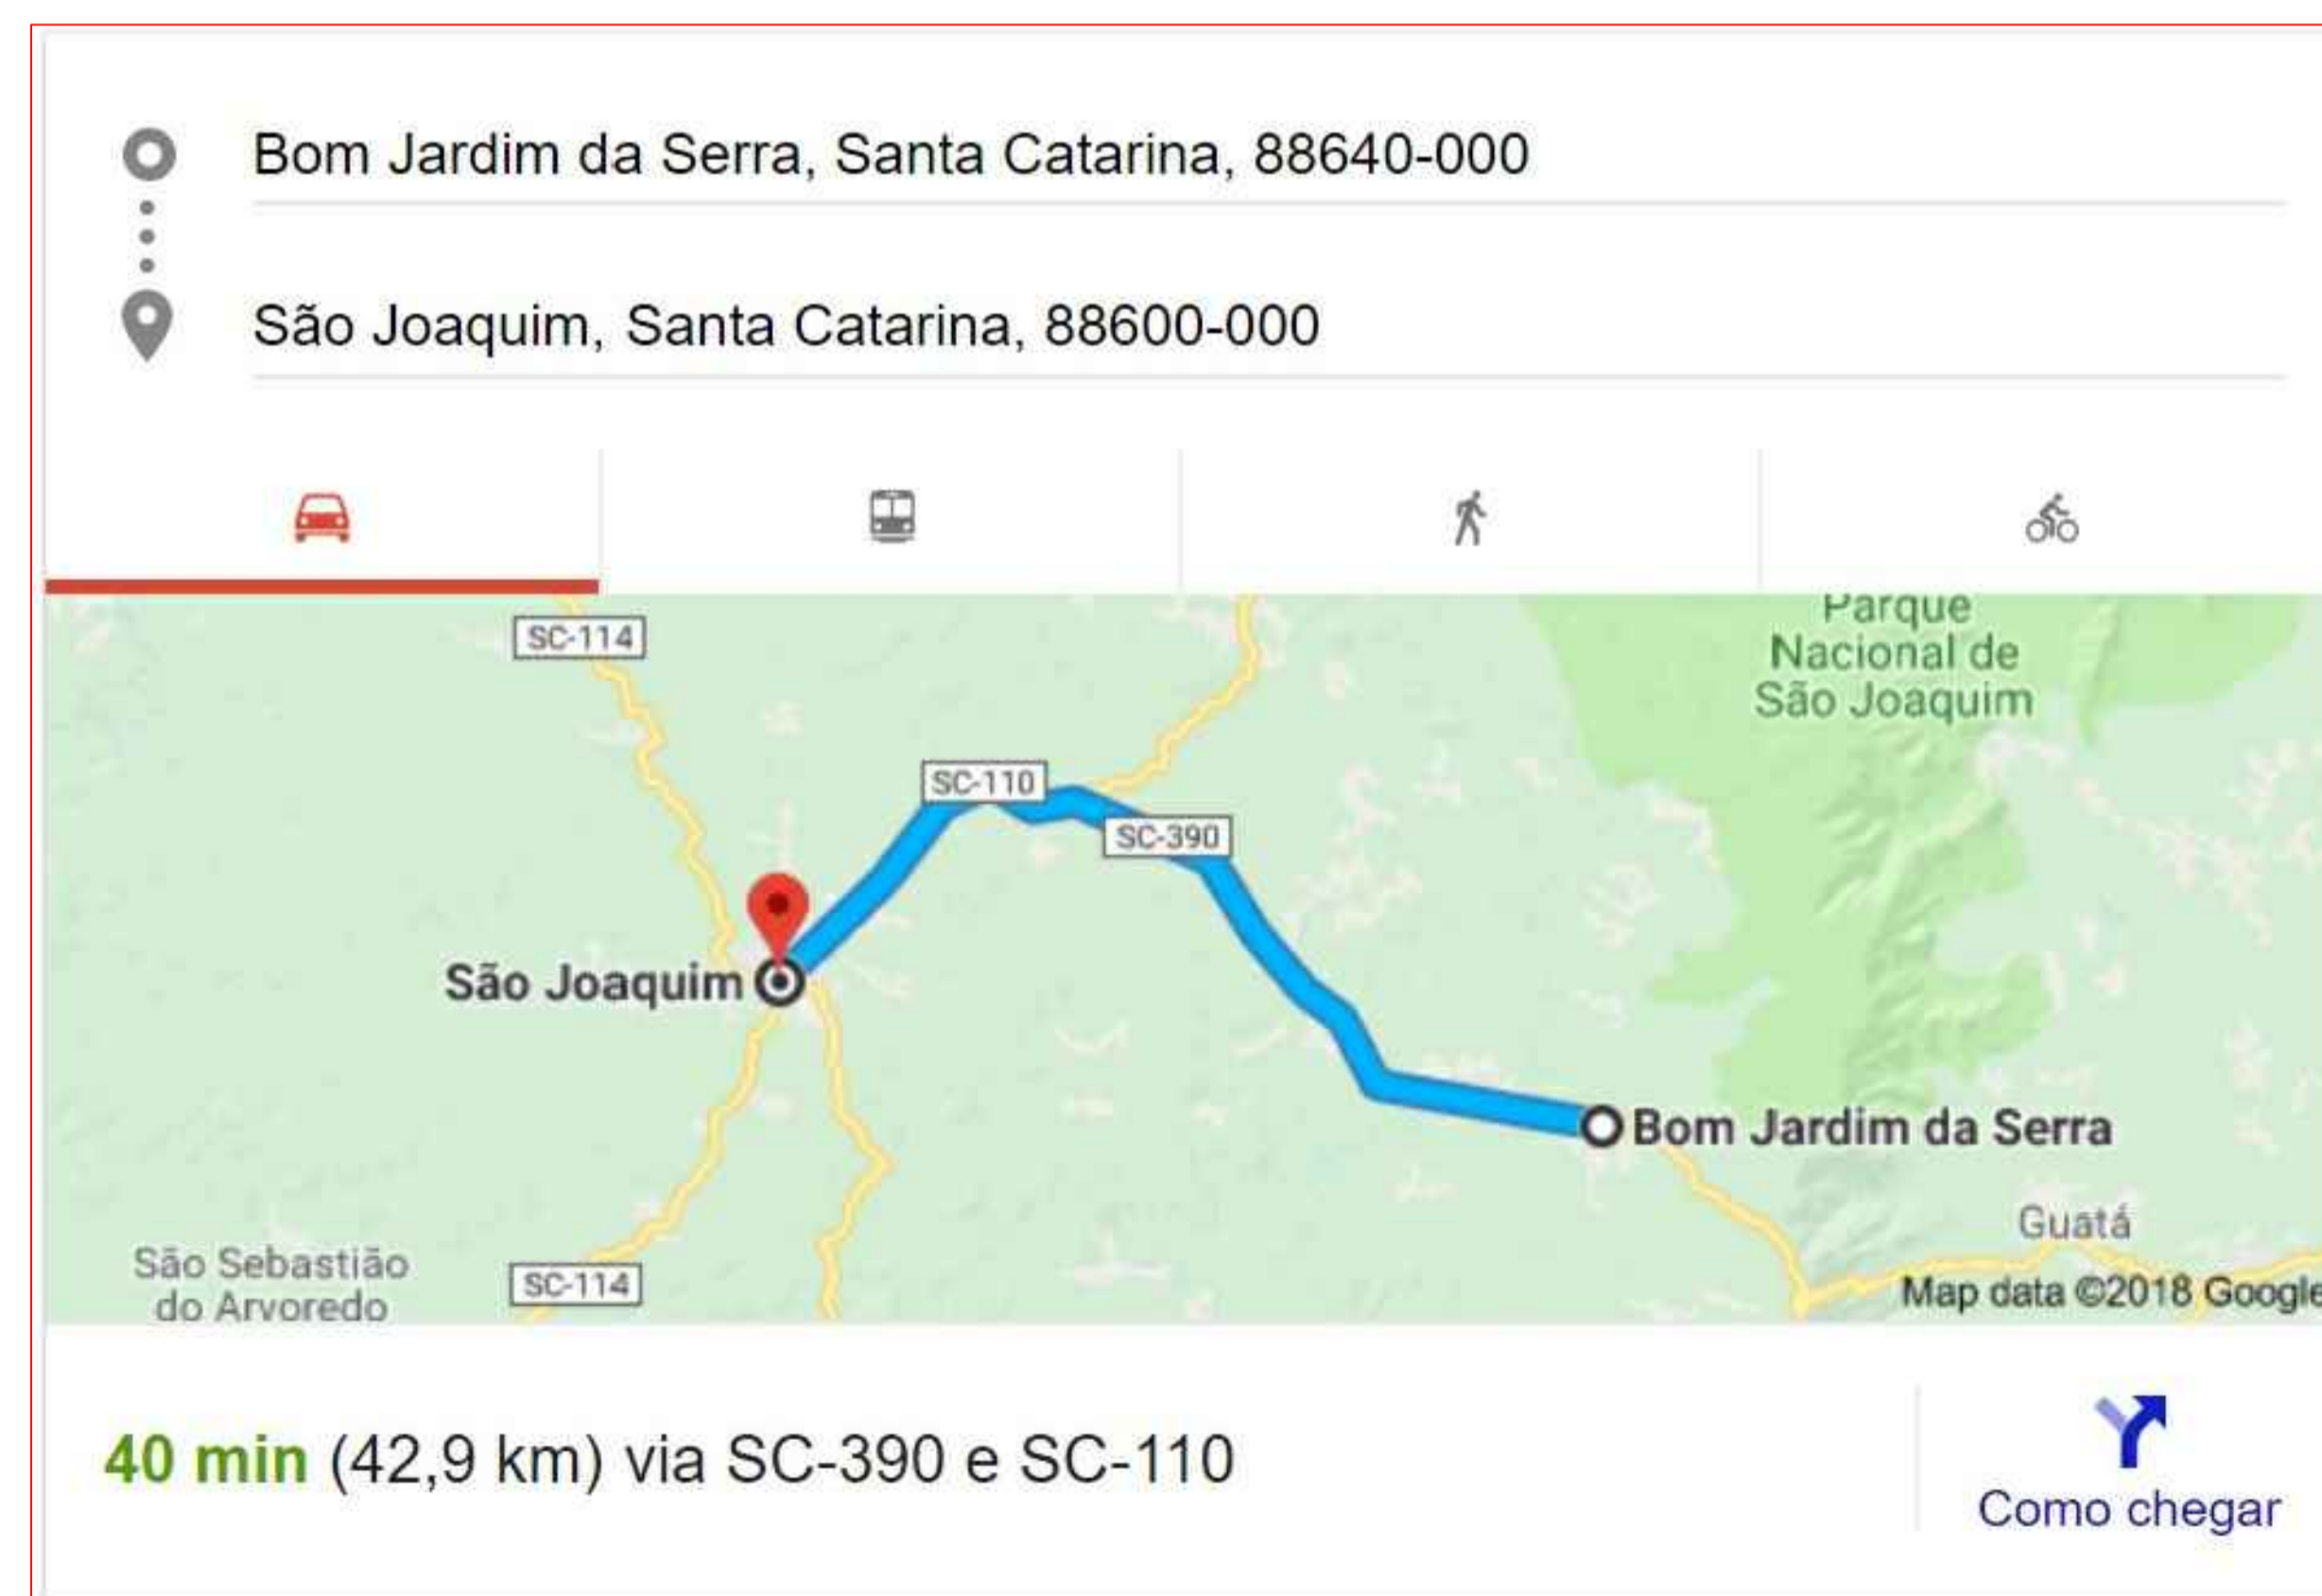 Bom Jardim da Serra, Santa Catarina, 88640-000
São Joaquim, Santa Catarina, 88600-000
Parque
Nacional de
São Joaquim
SC-114
SC-110
SC-390
São Joaquim
Bom Jardim da Serra
Guatá
São Sebastião
do Arvoredo
SC-114
Map data ©2018 Google
40 min (42,9 km) via SC-390 e SC-110
Como chegar